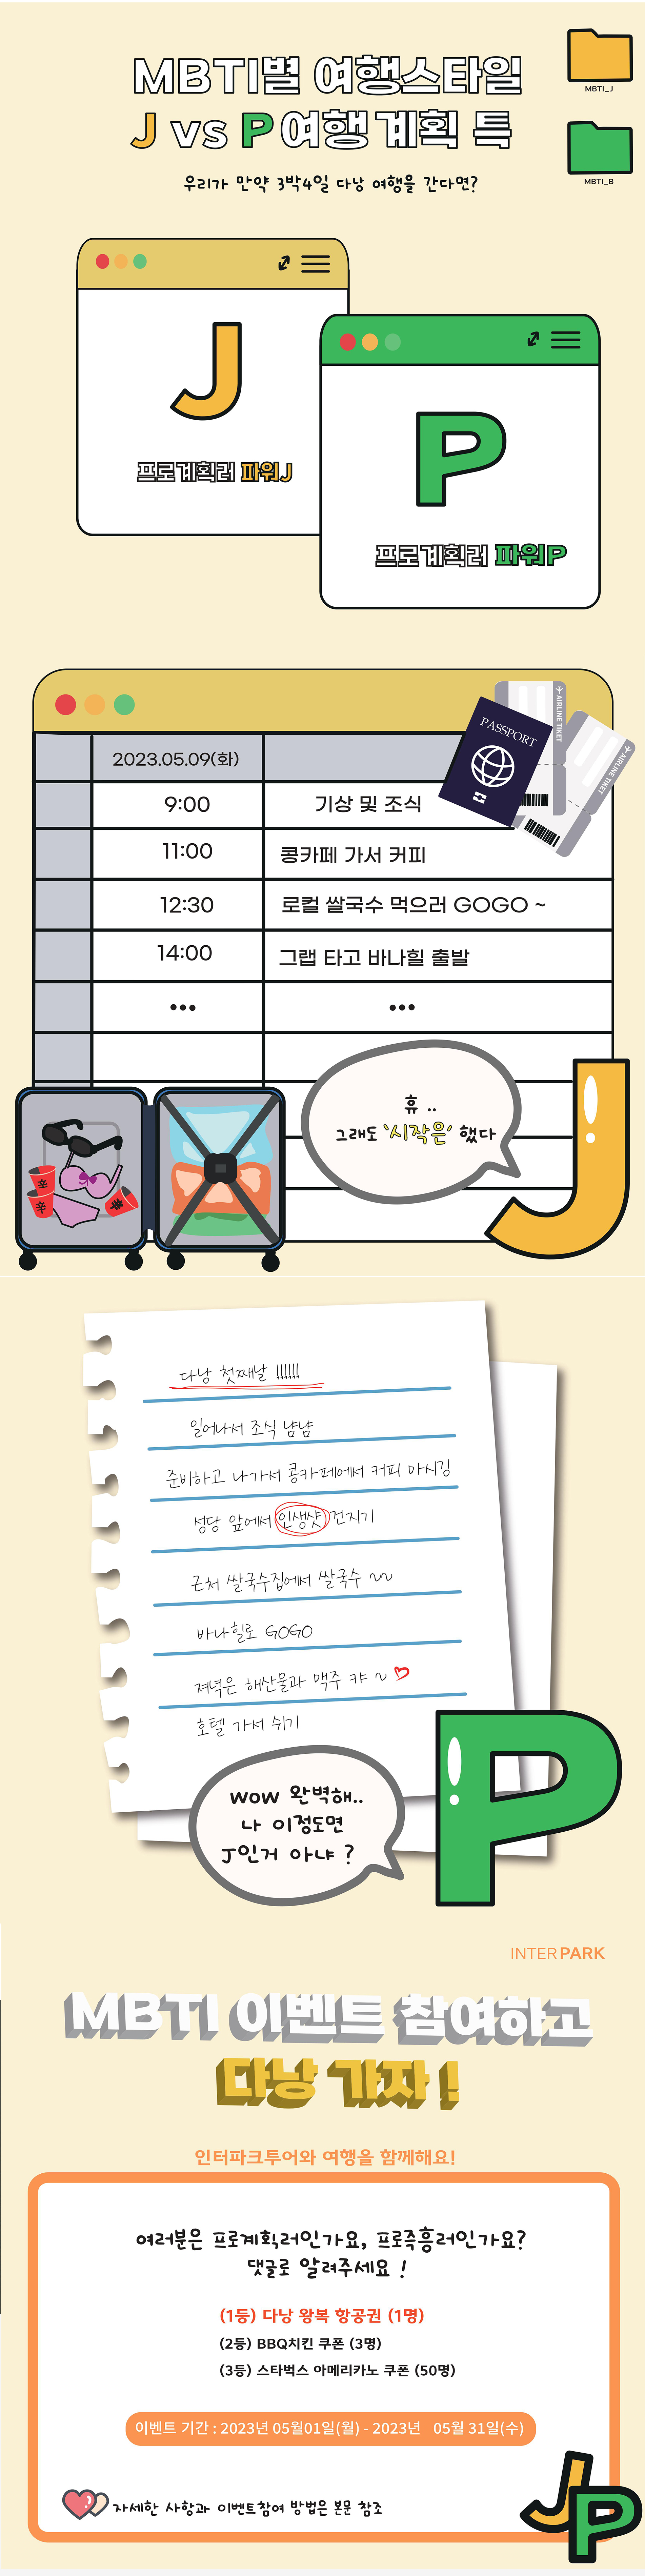 MBTI별 여행스타일
J vs P 여행 계획 특
우리가 만약 3박4일 다낭 여행을 간다면?
MBTI_J
MBTI_B
J
프로계획러 파워J
P
프로계획러 파워P
PASSPORT
AIRLINE TIKET
AIRLINE TIKET
2023.05.09(화)
9:00 기상 및 조식
11:00 콩카페 가서 커피
12:30 로컬 쌀국수 먹으러 GOGO ~
14:00 그랩 타고 바나힐 출발
... ...
휴 ..
그래도 '시작은' 했다
J
다낭 첫째날 !!!!!!
일어나서 조식 냠냠
준비하고 나가서 콩카페에서 커피 마시깅
성당 앞에서 인생샷 건지기
근처 쌀국수집에서 쌀국수 ~~
바나힐로 GOGO
저녁은 해산물과 맥주 캬 ~ ♡
호텔 가서 쉬기
wow 완벽해..
나 이정도면
J인거 아냐 ?
P
INTERPARK
MBTI 이벤트 참여하고
다낭 가자 !
인터파크투어와 여행을 함께해요!
여러분은 프로계획러인가요, 프로즉흥러인가요?
댓글로 알려주세요 !
(1등) 다낭 왕복 항공권 (1명)
(2등) BBQ치킨 쿠폰 (3명)
(3등) 스타벅스 아메리카노 쿠폰 (50명)
이벤트 기간 : 2023년 05월01일(월) - 2023년 05월 31일(수)
자세한 사항과 이벤트참여 방법은 본문 참조
J P